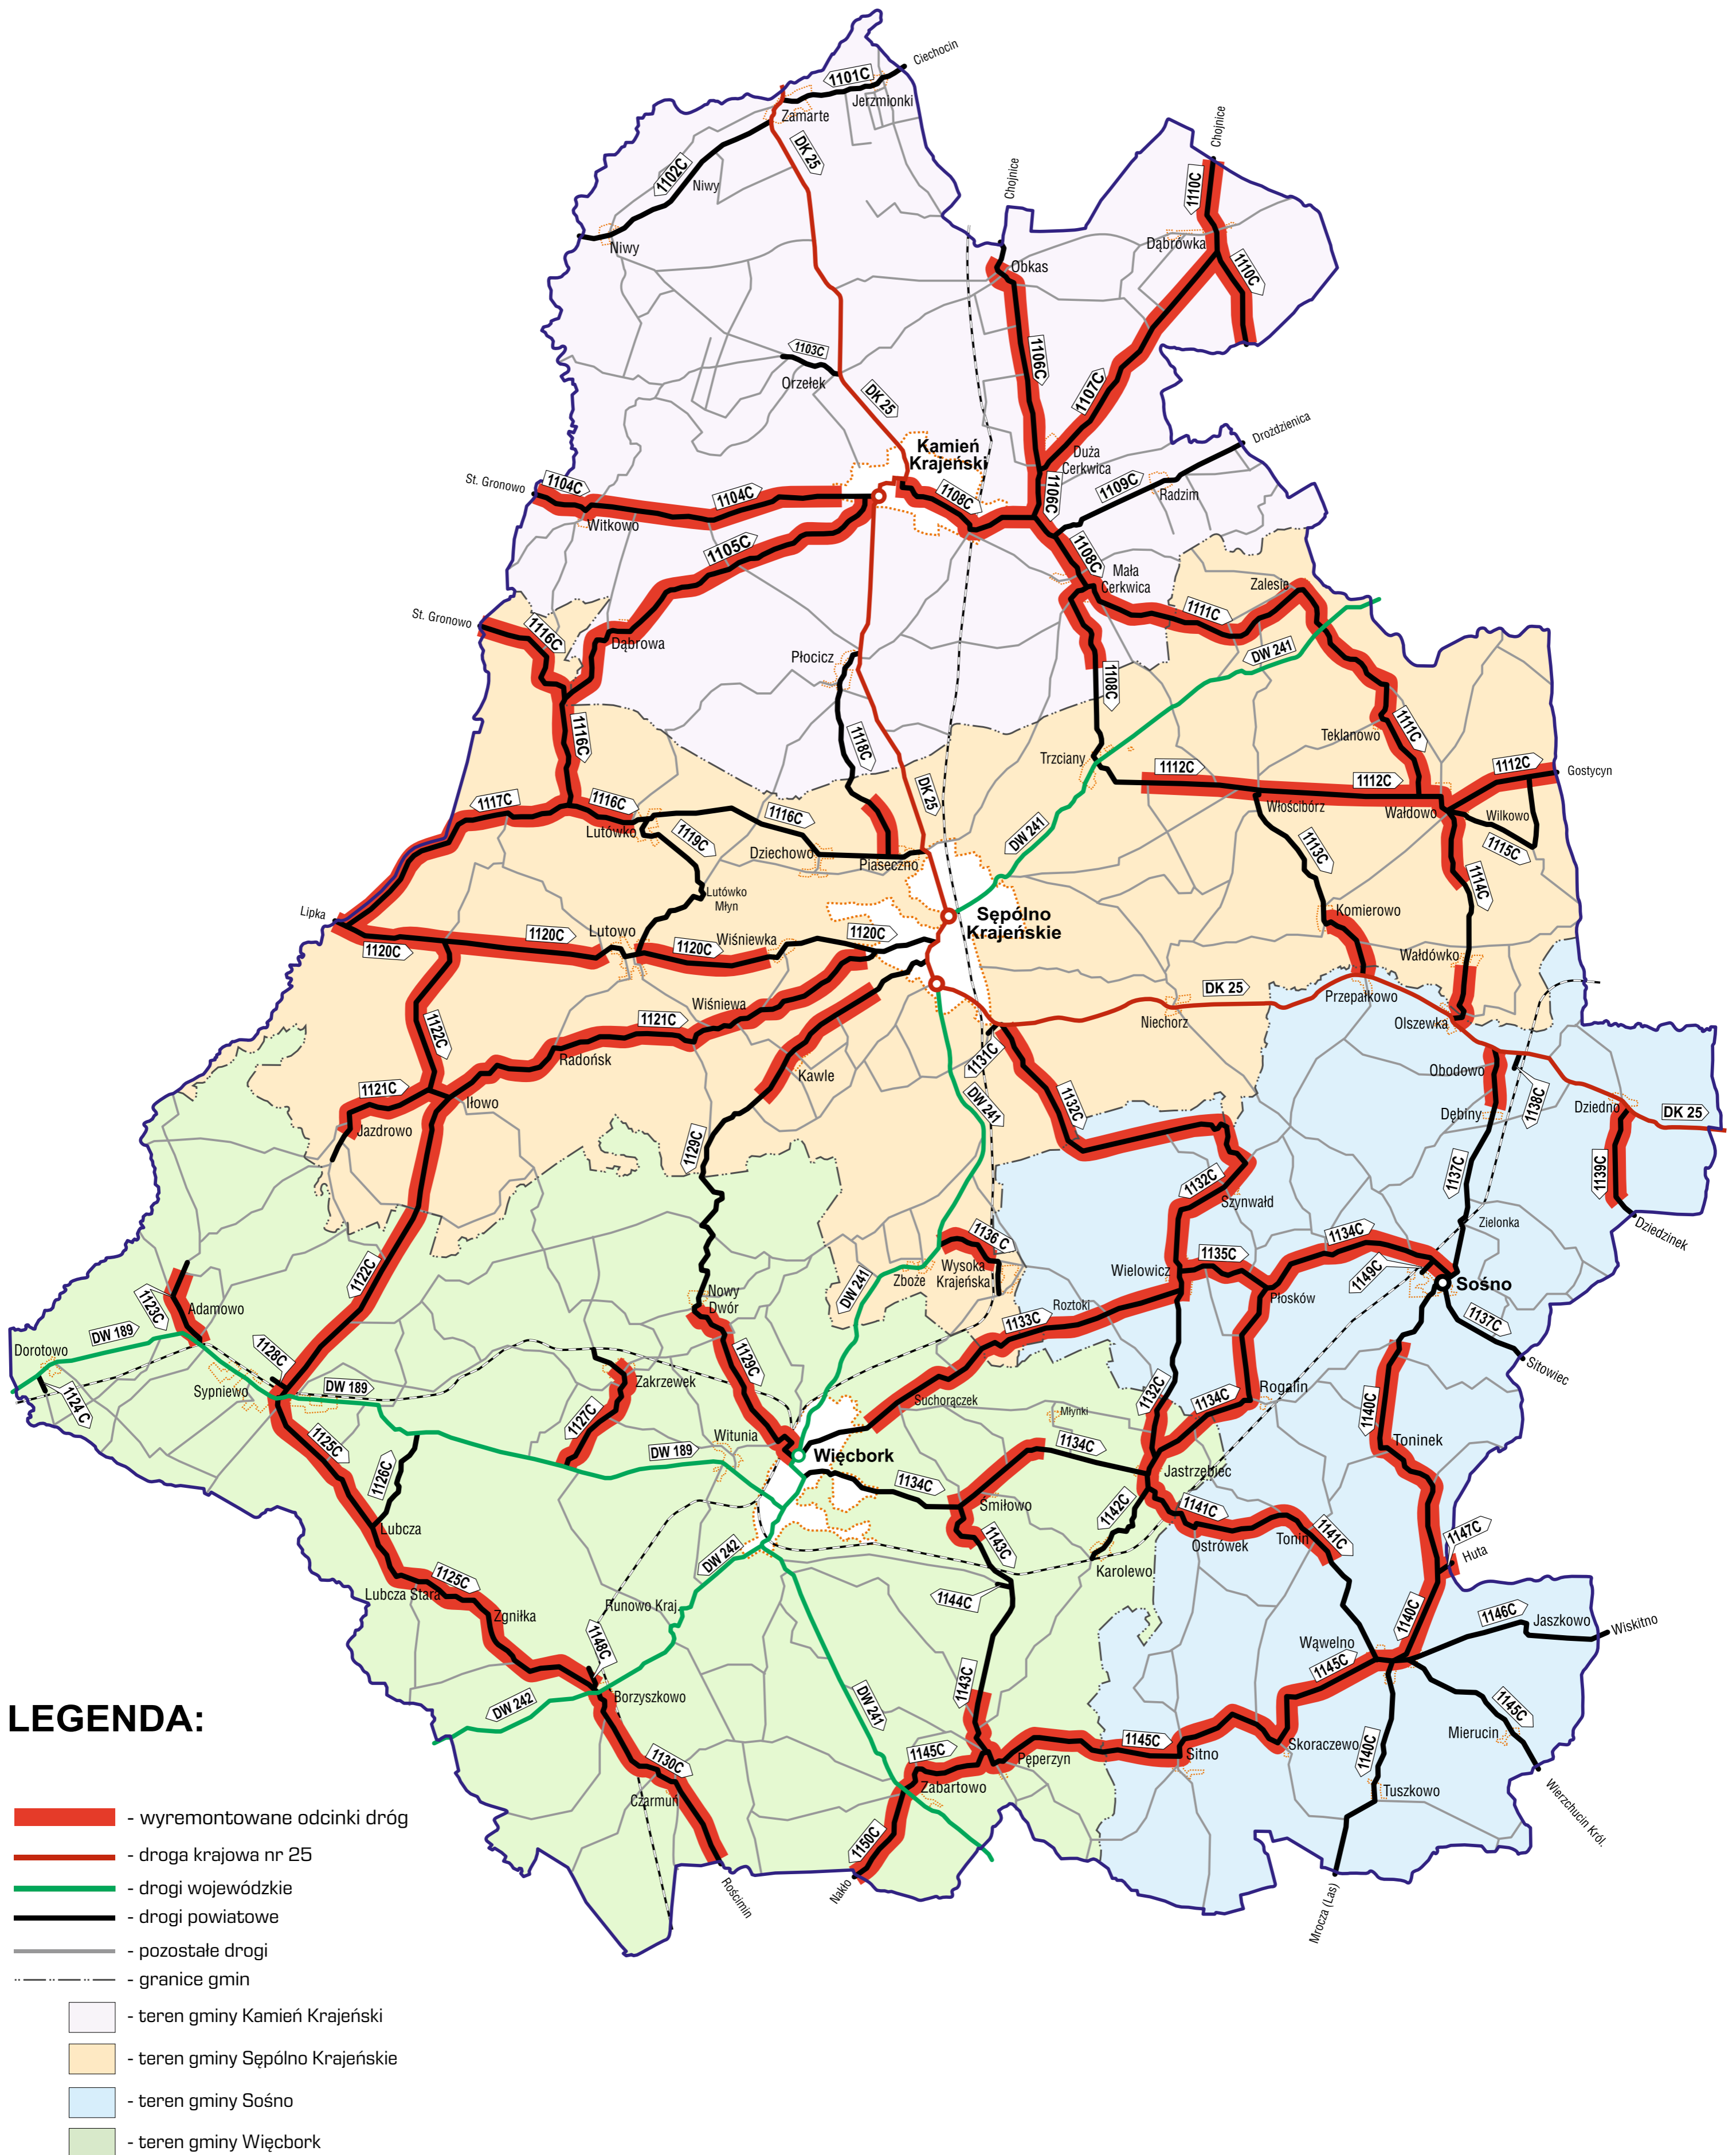 Ciechocin
1101C
Jerzmionki
Zamarte
DK 25
1102C
Niwy
Niwy
Chojnice
Chojnice
1110C
Dąbrówka
1110C
Obkas
1103C
Orzełek
1106C
1107C
DK 25
Kamień
Krajeński
Duża
Cerkwica
Drożdzienica
St. Gronowo
1104C
1104C
1108C
1106C
1109C
Radzim
Witkowo
1105C
1108C
Mała
Cerkwica
Zalesie
1111C
St. Gronowo
1116C
Dąbrowa
DW 241
Płocicz
1108C
1116C
1118C
Teklanowo
1111C
Trzciany
1112C
1112C
1112C
Gostycyn
DK 25
1117C
1116C
1116C
Włościbórz
Wałdowo
Wilkowo
Lutówko
1119C
DW 241
Dziechowo
Piaseczno
1113C
1115C
1114C
Lutówko
Młyn
Lipka
Sępólno
Krajeńskie
Komierowo
1120C
1120C
Lutowo
1120C
Wiśniewka
1120C
Wałdówko
DK 25
Przepałkowo
Wiśniewa
1121C
Niechorz
Olszewka
1122C
Radońsk
1131C
Kawle
Obodowo
1121C
Iłowo
DW 241
1132C
Dębiny
1138C
Dziedno
DK 25
Jazdrowo
1129C
1137C
1139C
1132C
Szynwałd
Zielonka
Dziedzinek
1136 C
1134C
1135C
Wysoka
Krajeńska
Zboże
Wielowicz
1149C
Sośno
1122C
DW 241
Nowy
Dwór
Płosków
1123C
Adamowo
Roztoki
1133C
1137C
DW 189
Dorotowo
1128C
1129C
Sitowiec
1124 C
Sypniewo
DW 189
Zakrzewek
Suchorączek
1132C
1134C
Rogalin
1127C
Młynki
1140C
1125C
Witunia
DW 189
Więcbork
1134C
Toninek
1126C
1134C
Jastrzębiec
Śmiłowo
1142C
1141C
Lubcza
1143C
Ostrówek
Tonin
1141C
1147C
Huta
DW 242
Karolewo
1125C
Lubcza Stara
1144C
Zgniłka
Runowo Kraj.
1140C
1146C
Jaszkowo
Wiskitno
1148C
Wąwelno
1145C
1143C
Borzyszkowo
DW 242
DW 241
1145C
Mierucin
1145C
1145C
Sitno
Skoraczewo
Pęperzyn
1140C
1130C
Czarmuń
Zabartowo
Tuszkowo
Wierzchucin Król.
1150C
Nakło
Rościmin
Mrocza (Las)
LEGENDA:
- wyremontowane odcinki dróg
- droga krajowa nr 25
- drogi wojewódzkie
- drogi powiatowe
- pozostałe drogi
- granice gmin
- teren gminy Kamień Krajeński
- teren gminy Sępólno Krajeńskie
- teren gminy Sośno
- teren gminy Więcbork